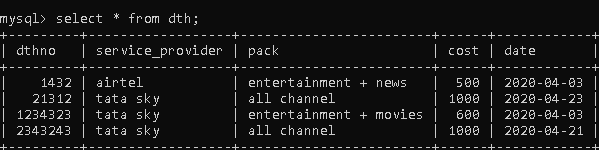 mysql> select * from dth;
+---------+------------------+------------------------+------+------------+
| dthno   | service_provider | pack                   | cost | date       |
+---------+------------------+------------------------+------+------------+
|    1432 | airtel           | entertainment + news   |  500 | 2020-04-03 |
|   21312 | tata sky         | all channel            | 1000 | 2020-04-23 |
| 1234323 | tata sky         | entertainment + movies |  600 | 2020-04-03 |
| 2343243 | tata sky         | all channel            | 1000 | 2020-04-21 |
+---------+------------------+------------------------+------+------------+